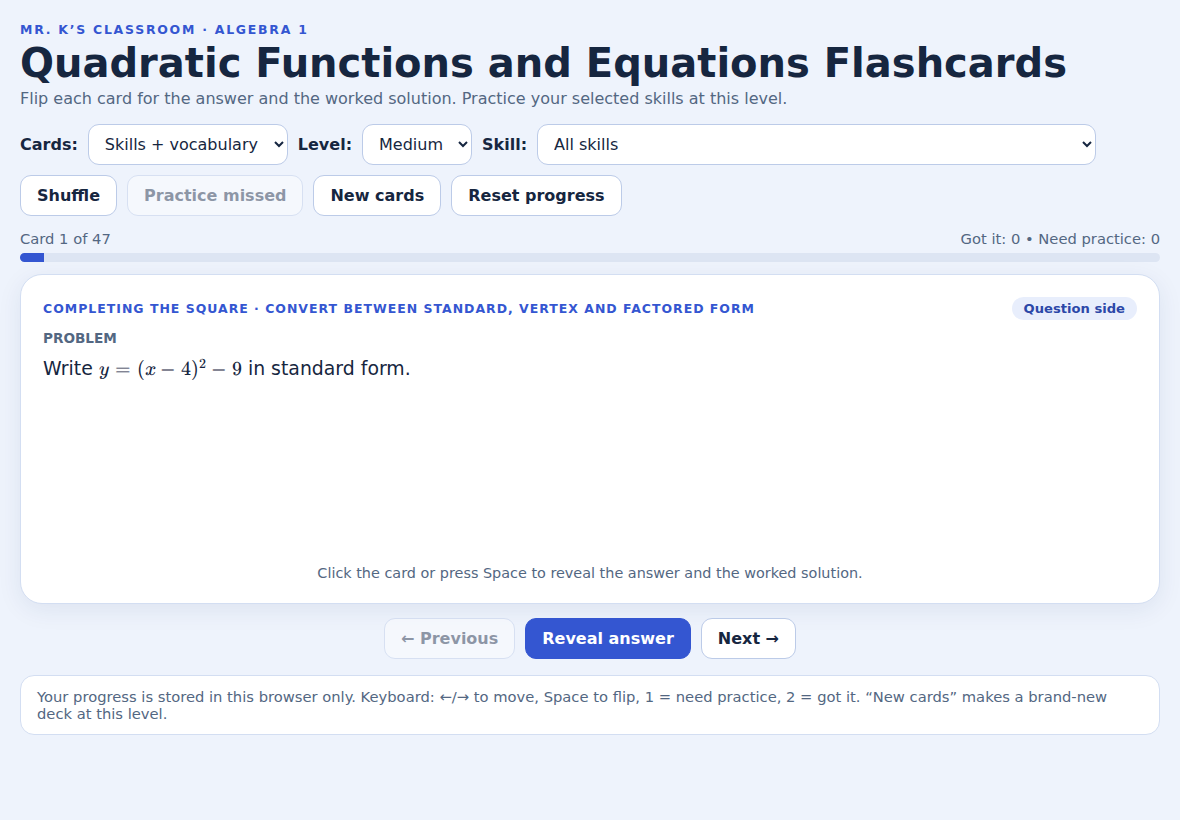 MR. K’S CLASSROOM · ALGEBRA 1
Quadratic Functions and Equations Flashcards
Flip each card for the answer and the worked solution. Practice your selected skills at this level.
Cards: Skills + vocabulary Level: Medium Skill: All skills
Shuffle Practice missed New cards Reset progress
Card 1 of 47 Got it: 0 • Need practice: 0
COMPLETING THE SQUARE · CONVERT BETWEEN STANDARD, VERTEX AND FACTORED FORM Question side
PROBLEM
Write y = (x − 4)² − 9 in standard form.
Click the card or press Space to reveal the answer and the worked solution.
← Previous Reveal answer Next →
Your progress is stored in this browser only. Keyboard: ←/→ to move, Space to flip, 1 = need practice, 2 = got it. “New cards” makes a brand-new
deck at this level.